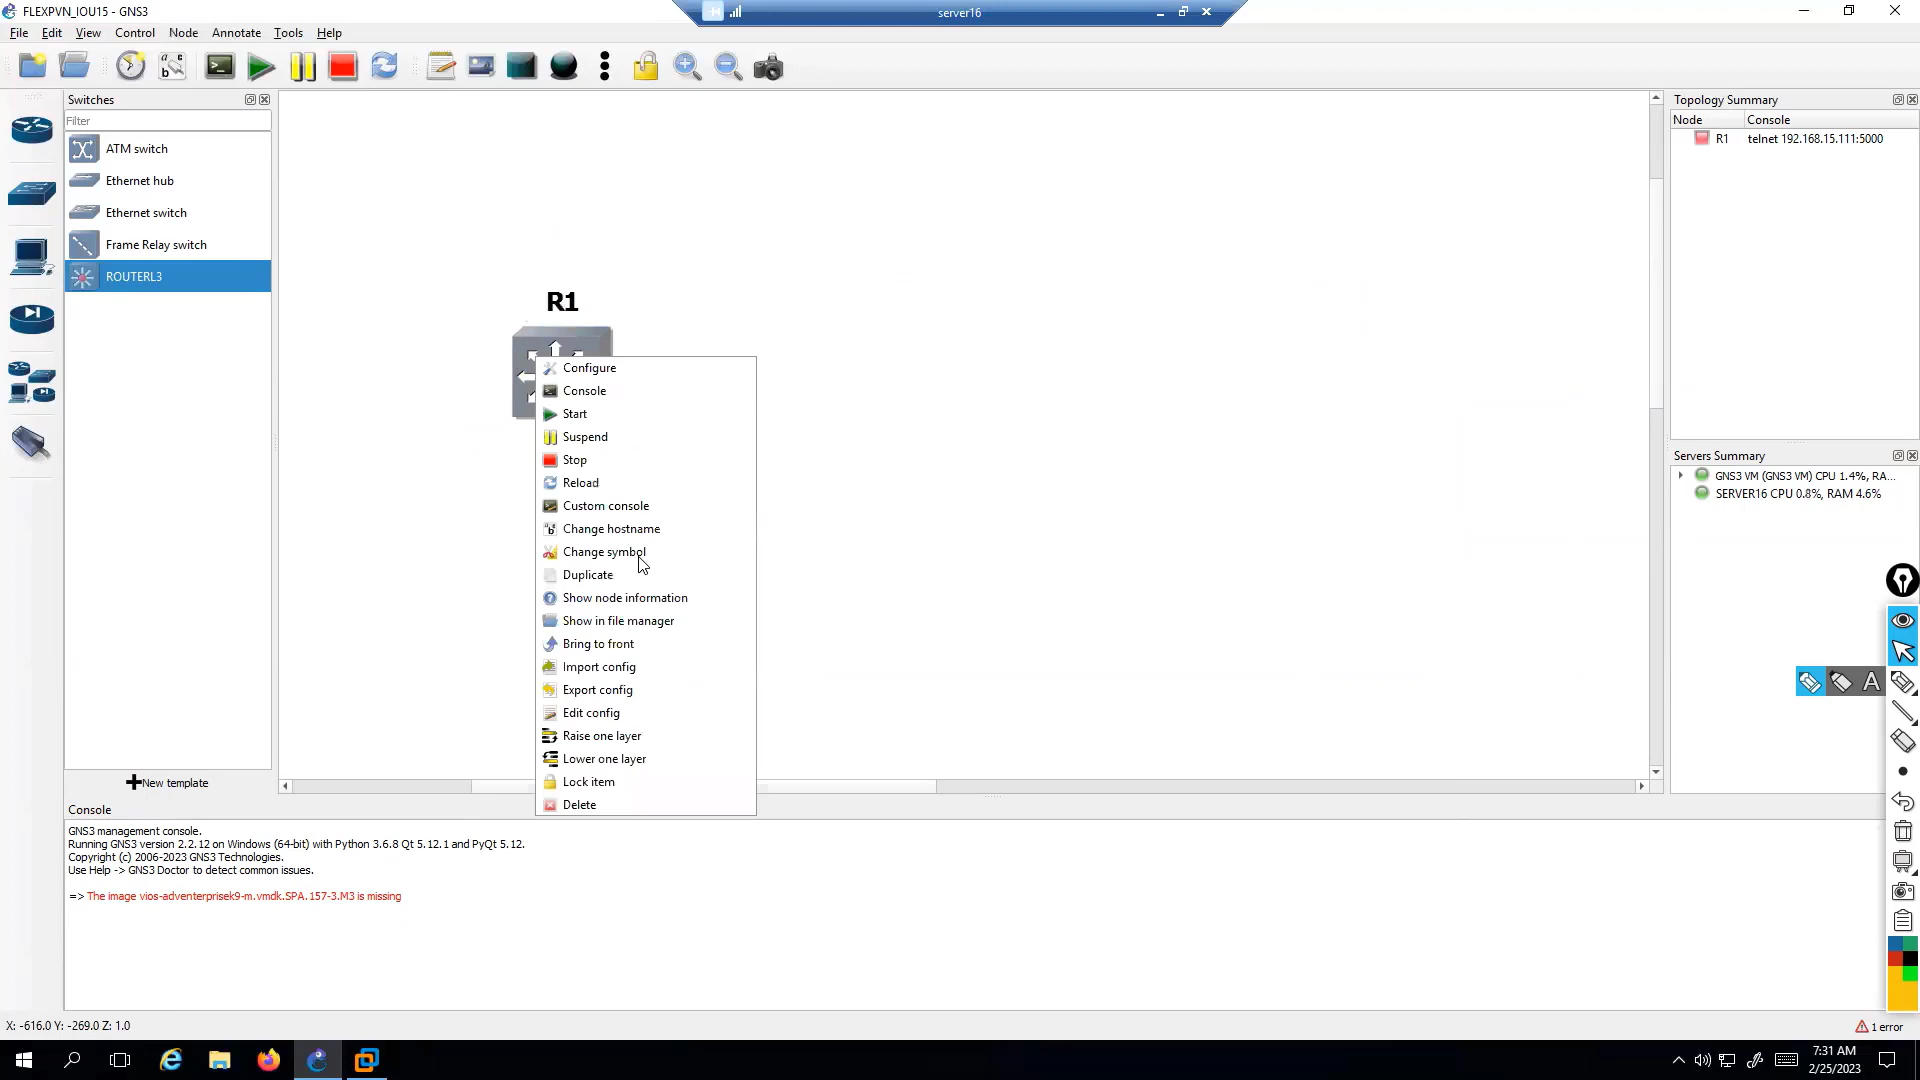 FLEXPVN_IOU15 - GNS3
server16
File Edit View Control Node Annotate Tools Help
Switches
Filter
ATM switch
Ethernet hub
Ethernet switch
Frame Relay switch
ROUTERL3
New template
R1
Configure
Console
Start
Suspend
Stop
Reload
Custom console
Change hostname
Change symbol
Duplicate
Show node information
Show in file manager
Bring to front
Import config
Export config
Edit config
Raise one layer
Lower one layer
Lock item
Delete
Topology Summary
Node Console
R1 telnet 192.168.15.111:5000
Servers Summary
GNS3 VM (GNS3 VM) CPU 1.4%, RA...
SERVER16 CPU 0.8%, RAM 4.6%
A
Console
GNS3 management console.
Running GNS3 version 2.2.12 on Windows (64-bit) with Python 3.6.8 Qt 5.12.1 and PyQt 5.12.
Copyright (c) 2006-2023 GNS3 Technologies.
Use Help -> GNS3 Doctor to detect common issues.
=> The image vios-adventerprisek9-m.vmdk.SPA.157-3.M3 is missing
X: -616.0 Y: -269.0 Z: 1.0
1 error
7:31 AM
2/25/2023